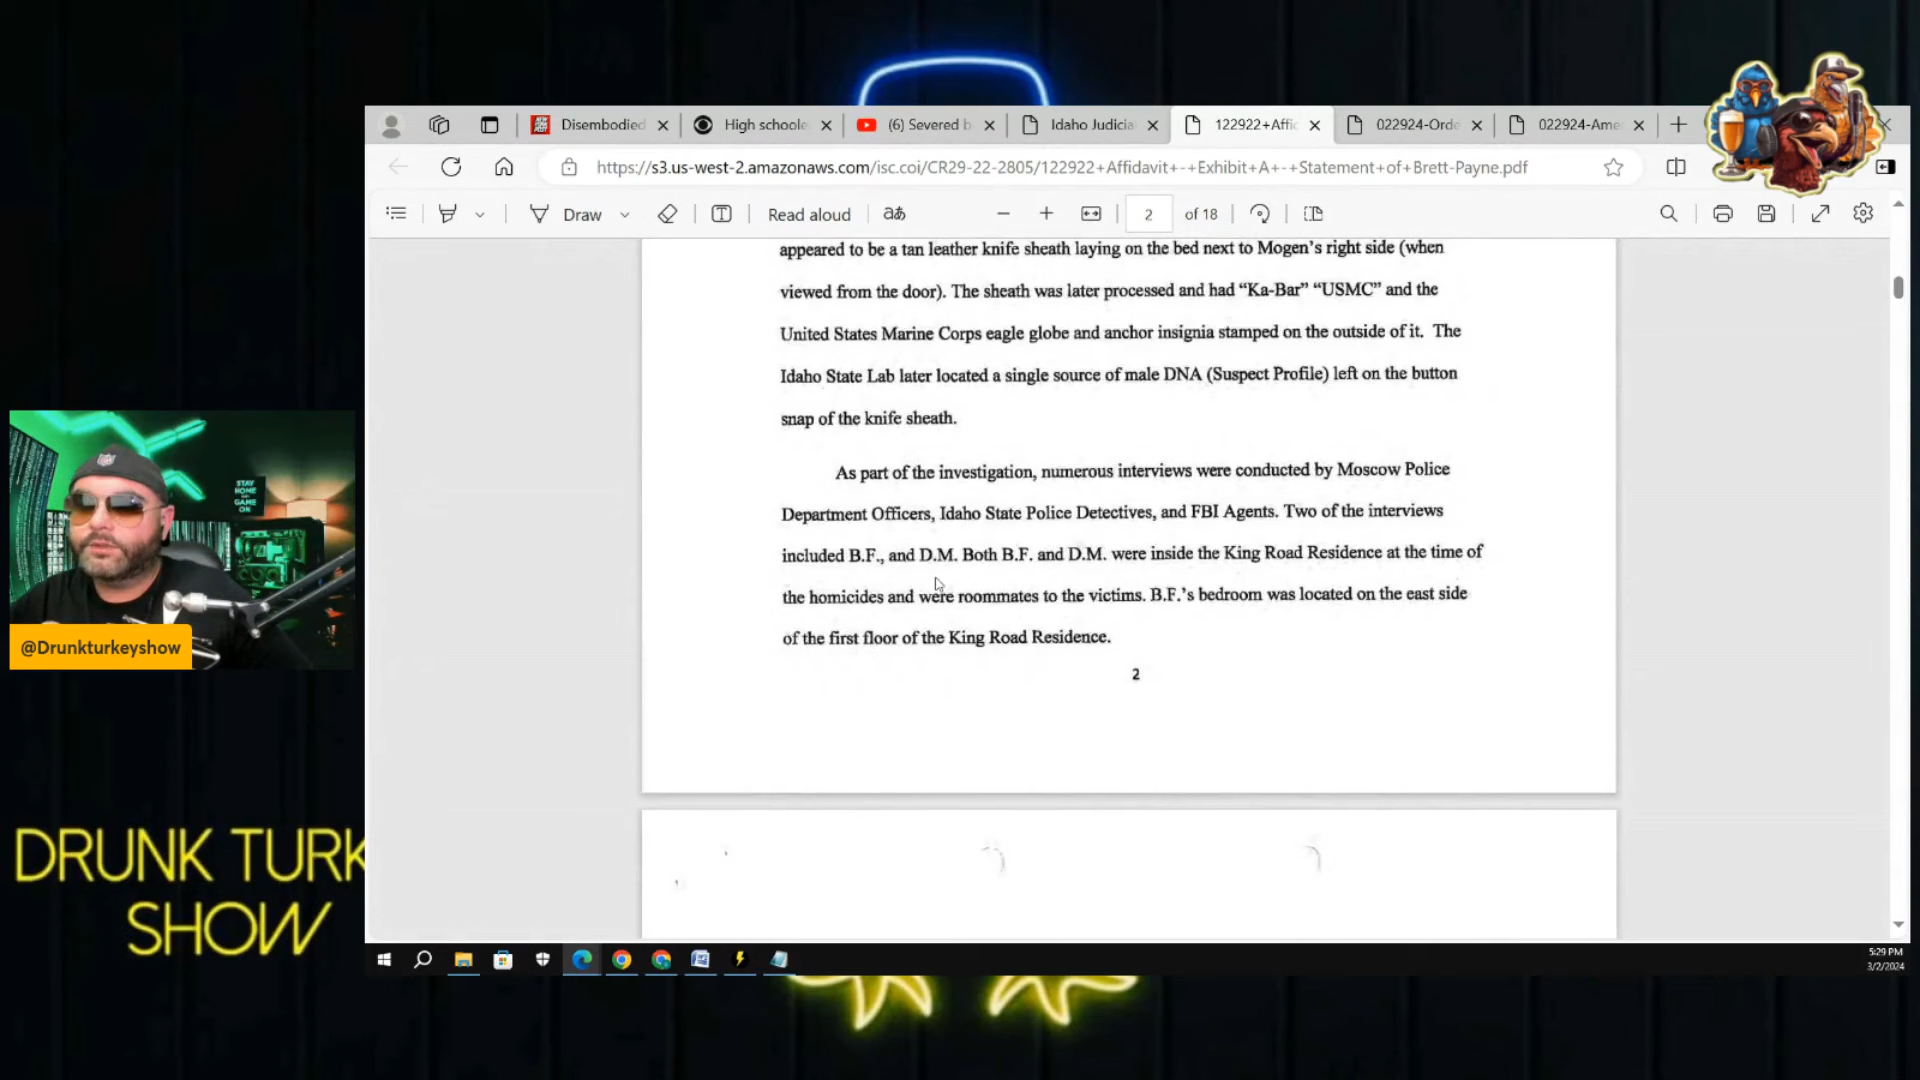 Disembodied
High schoole
(6) Severed b
Idaho Judicia
122922+Affic
022924-Orde
022924-Ame
https://s3.us-west-2.amazonaws.com/isc.coi/CR29-22-2805/122922+Affidavit+-+Exhibit+A+-+Statement+of+Brett-Payne.pdf
Draw
Read aloud
aあ
2
of 18
appeared to be a tan leather knife sheath laying on the bed next to Mogen's right side (when
viewed from the door). The sheath was later processed and had "Ka-Bar" "USMC" and the
United States Marine Corps eagle globe and anchor insignia stamped on the outside of it. The
Idaho State Lab later located a single source of male DNA (Suspect Profile) left on the button
snap of the knife sheath.
As part of the investigation, numerous interviews were conducted by Moscow Police
Department Officers, Idaho State Police Detectives, and FBI Agents. Two of the interviews
included B.F., and D.M. Both B.F. and D.M. were inside the King Road Residence at the time of
the homicides and were roommates to the victims. B.F.'s bedroom was located on the east side
of the first floor of the King Road Residence.
2
STAY
HOME
GAME
ON
@Drunkturkeyshow
DRUNK TURK
SHOW
5:29 PM
3/2/2024